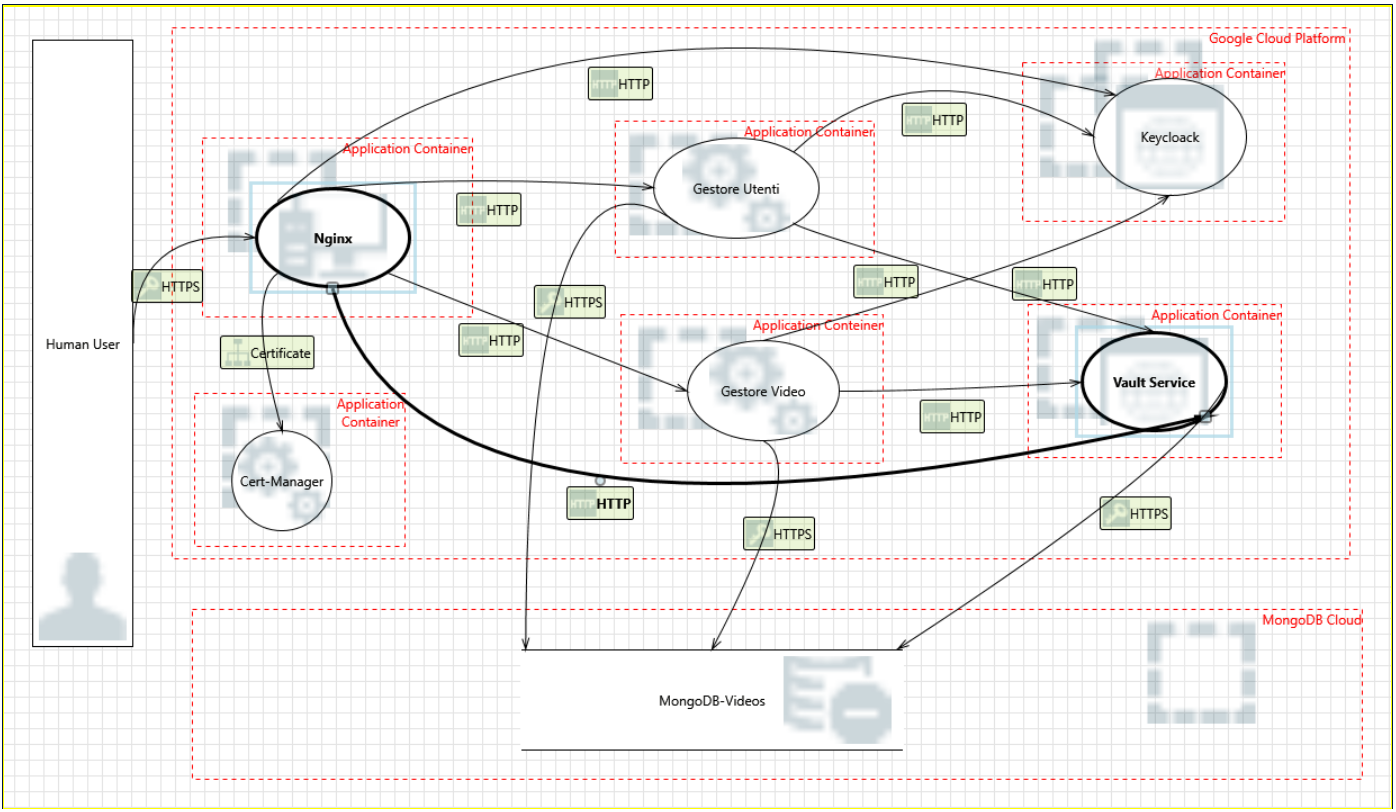 Google Cloud Platform
Application Container
HTTP
HTTP
Application Container
Keycloack
Application Container
Gestore Utenti
HTTP
Nginx
HTTPS
HTTP
HTTP
HTTPS
Application Container
Application Container
Human User
HTTP
Certificate
Vault Service
Gestore Video
Application
Container
HTTP
Cert-Manager
HTTP
HTTPS
HTTPS
MongoDB Cloud
MongoDB-Videos